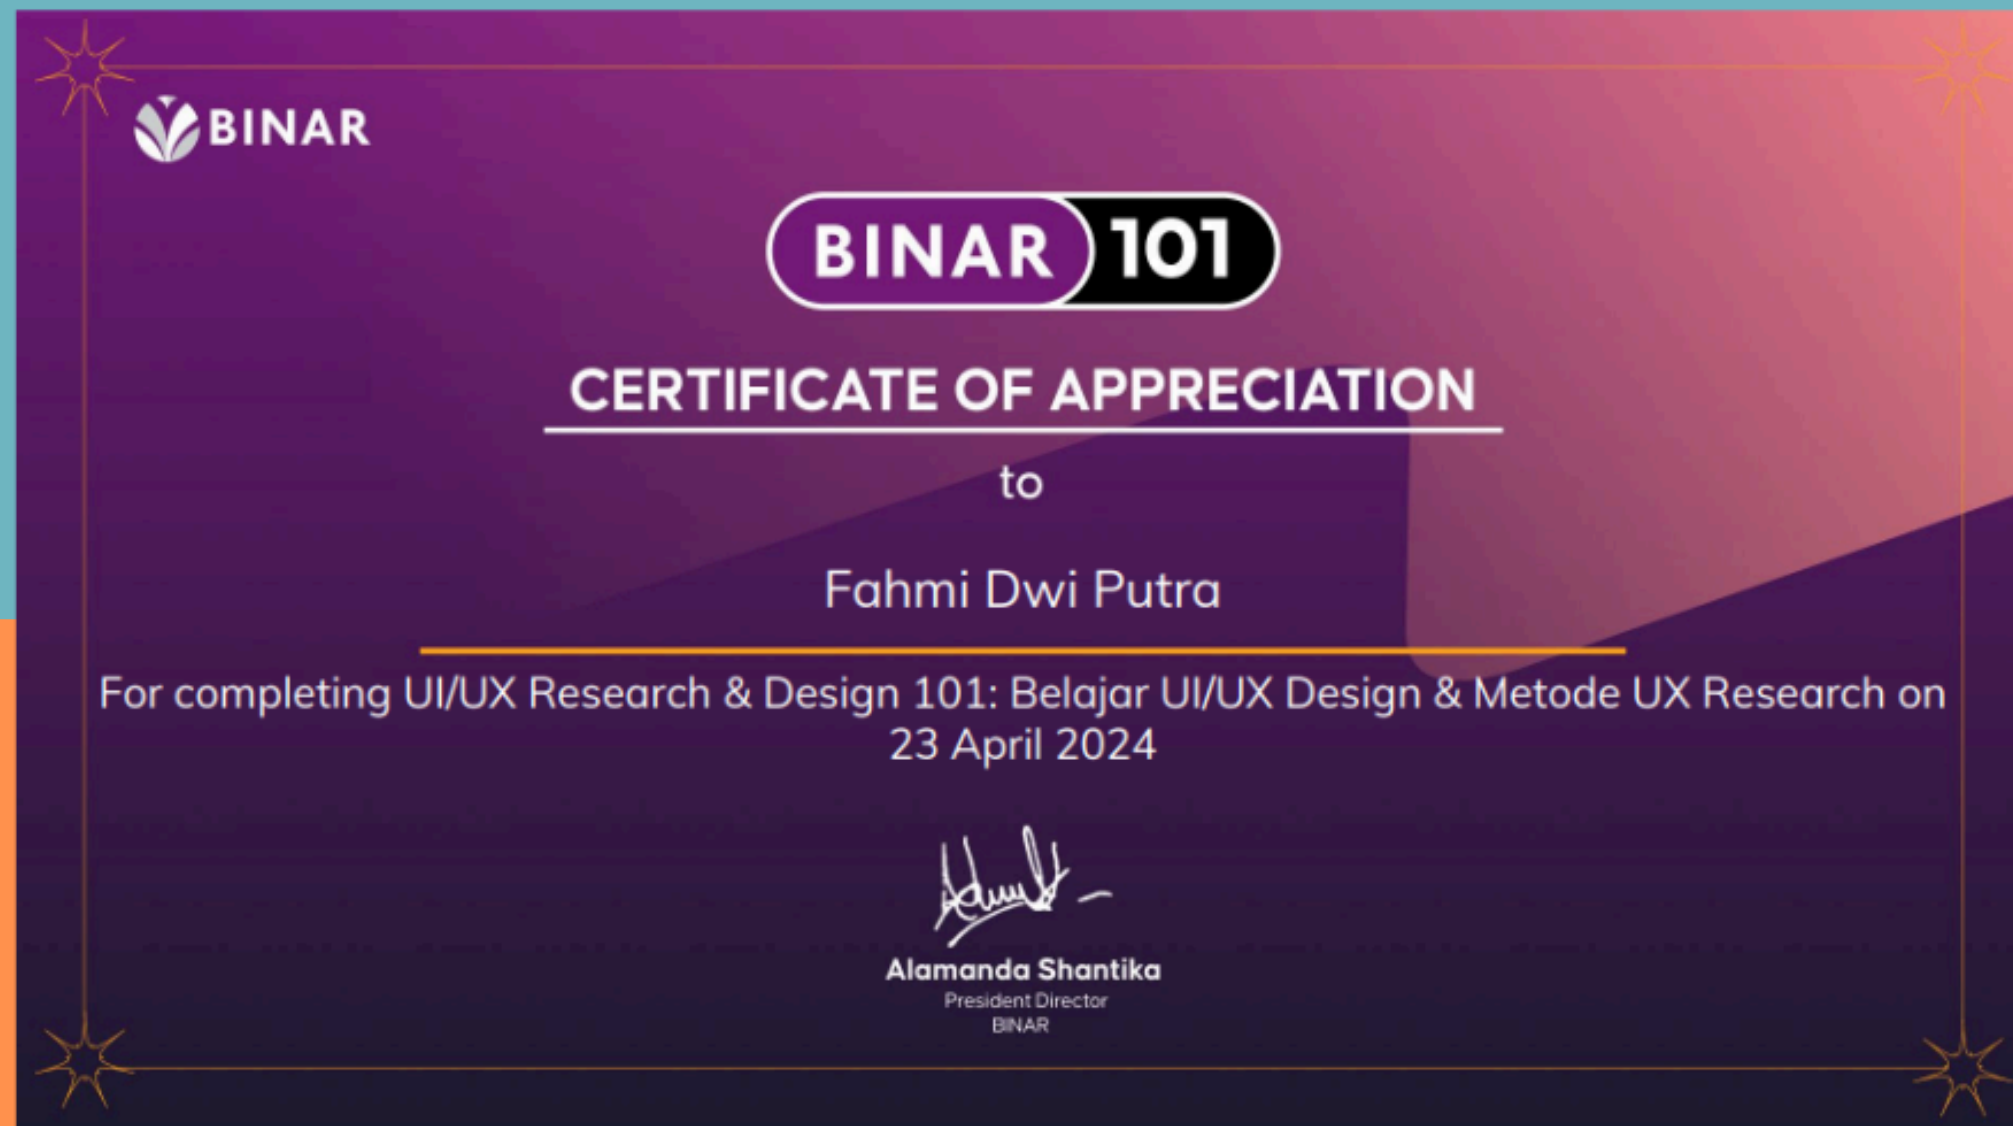 BINAR
BINAR 101
CERTIFICATE OF APPRECIATION
to
Fahmi Dwi Putra
For completing UI/UX Research & Design 101: Belajar UI/UX Design & Metode UX Research on
23 April 2024
Alamanda Shantika
President Director
BINAR